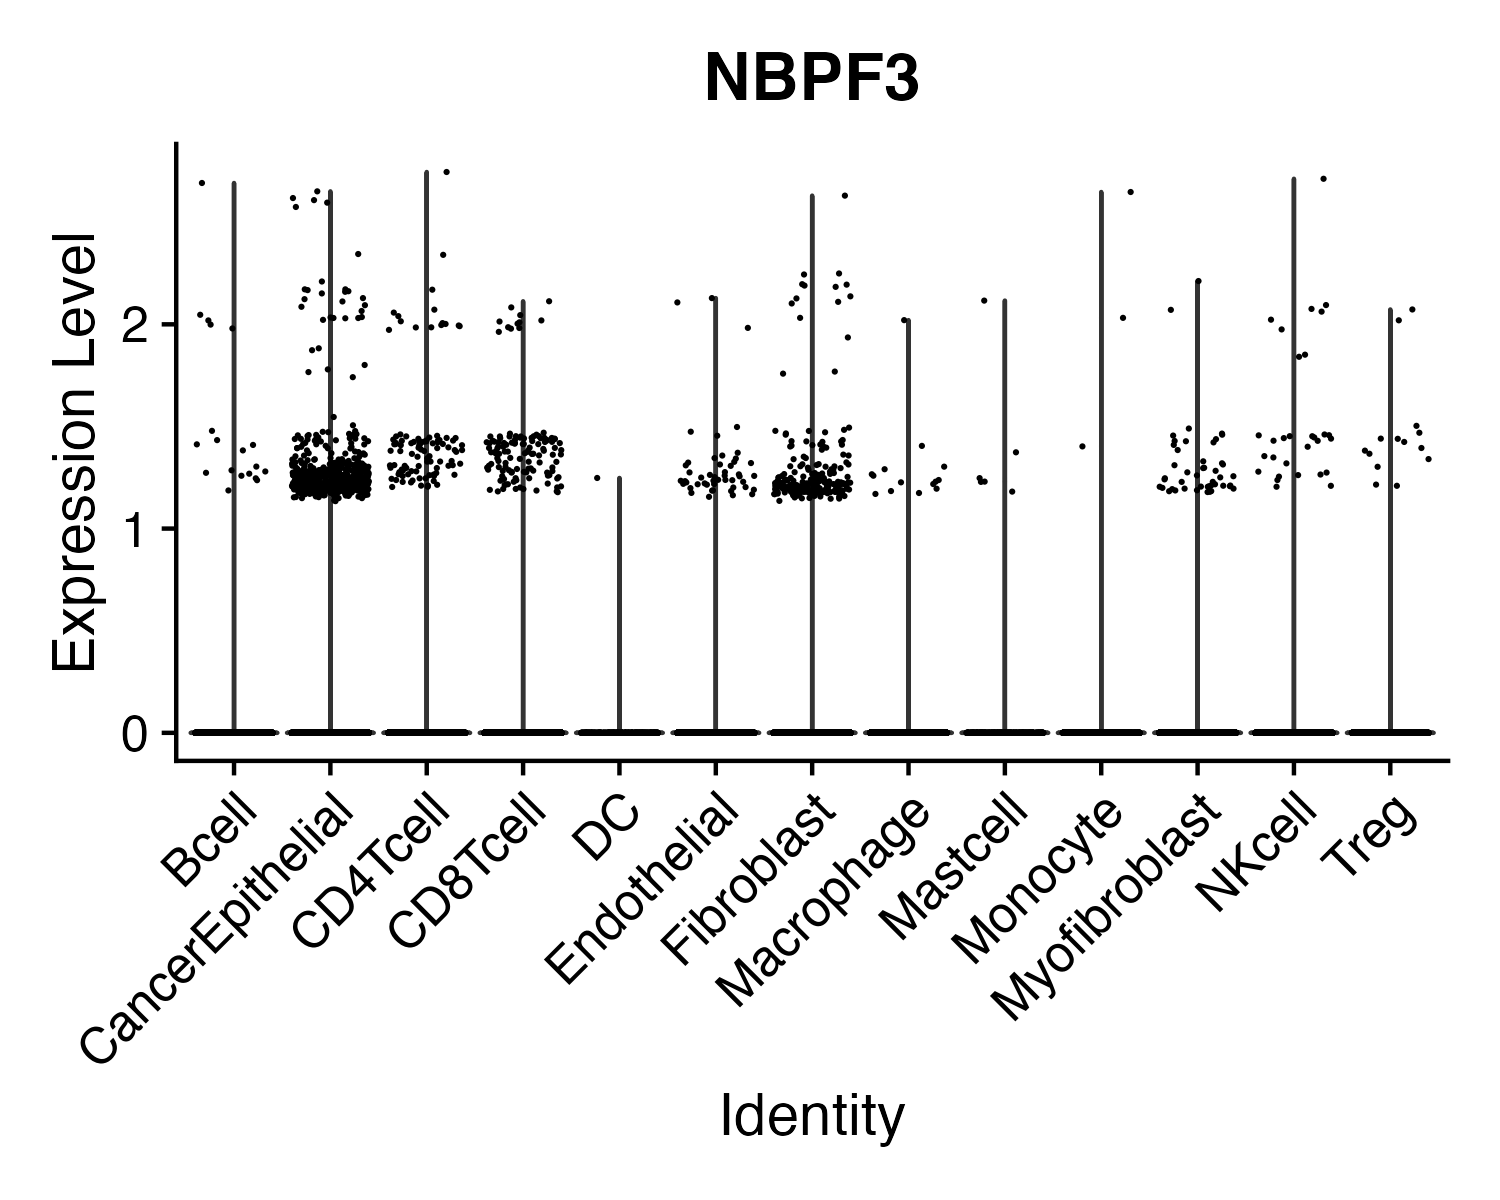 NBPF3
Expression Level
2
1
0
Bcell
CancerEpithelial
CD4Tcell
CD8Tcell
DC
Endothelial
Fibroblast
Macrophage
Mastcell
Monocyte
Myofibroblast
NKcell
Treg
Identity